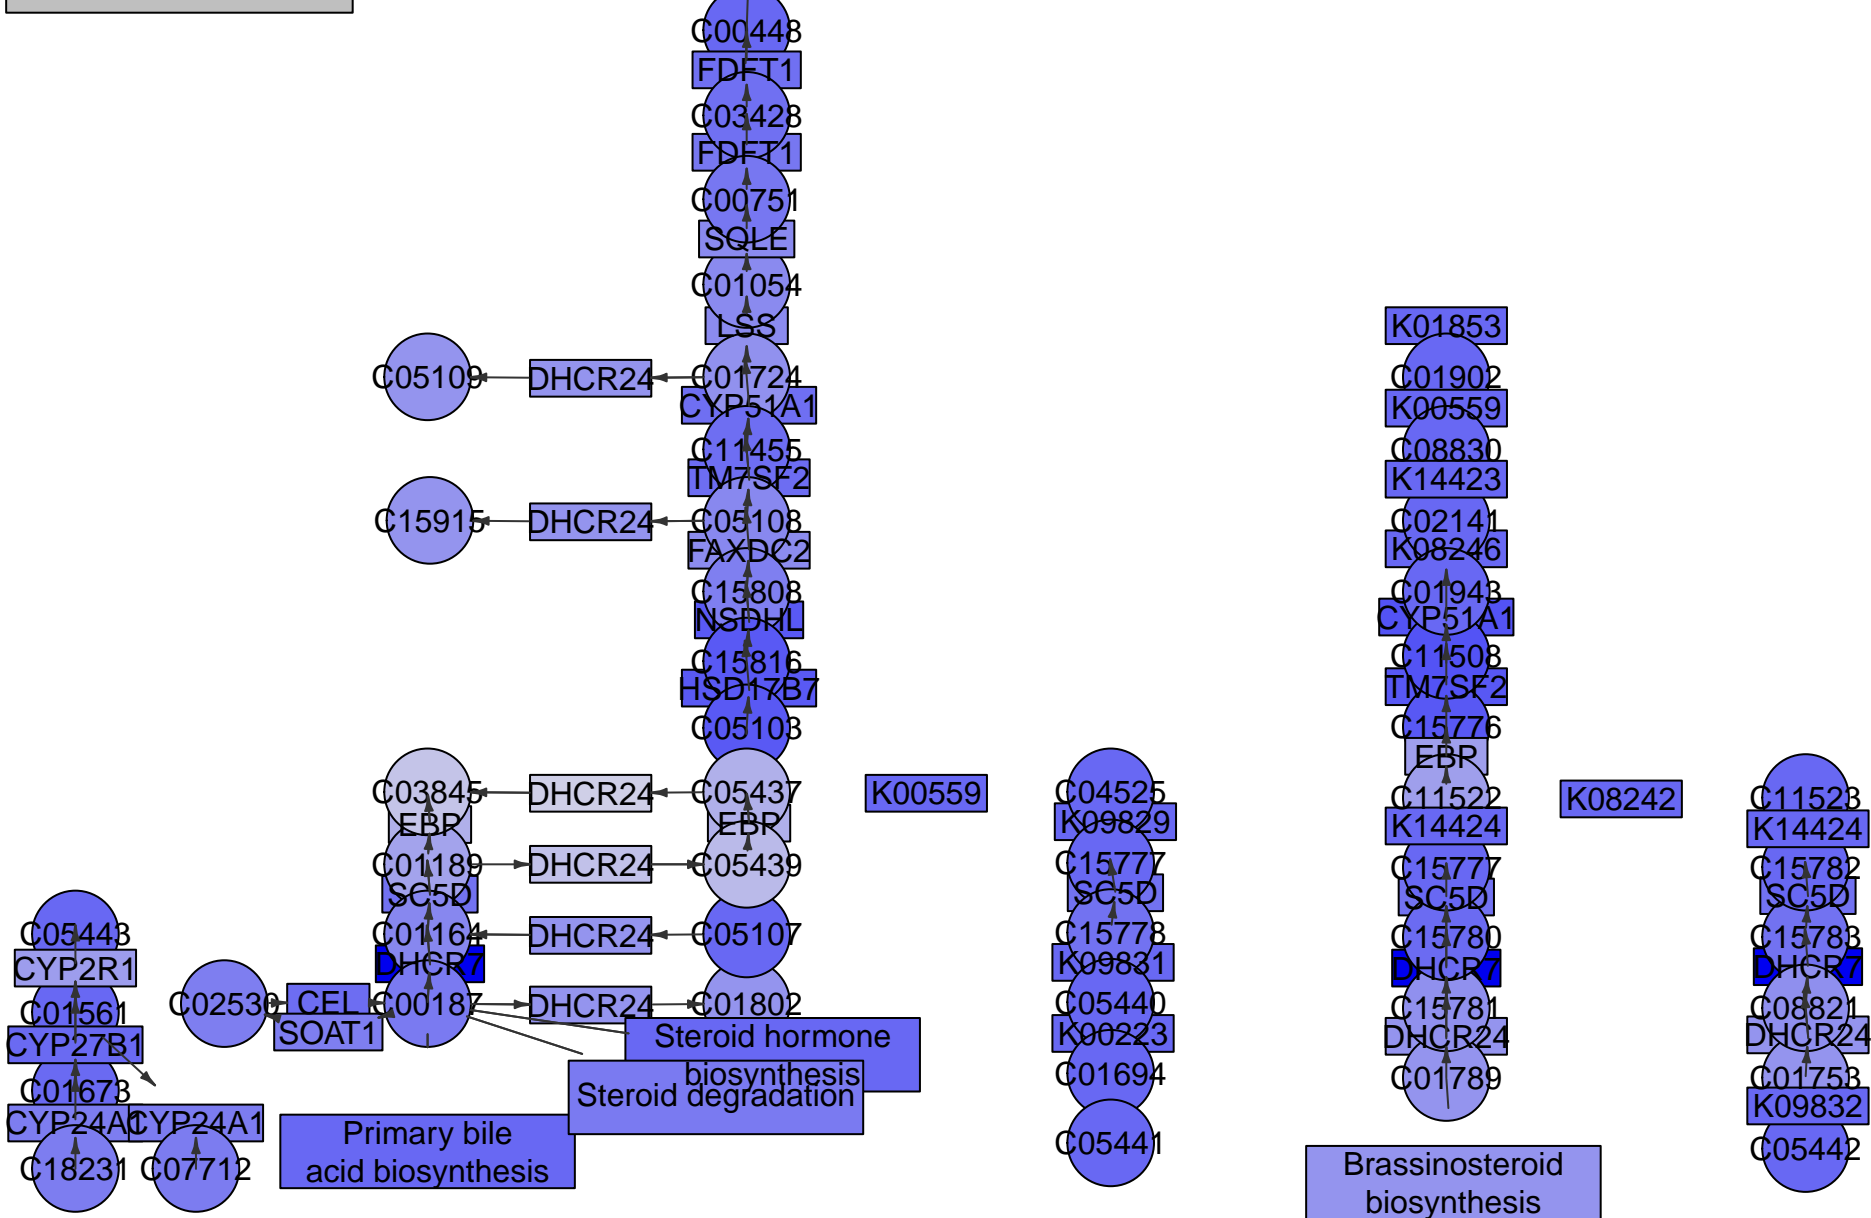 C00448
FDFT1
C03428
FDFT1
C00751
SQLE
C01054
LSS
C05109
DHCR24
C01724
CYP51A1
C11455
TM7SF2
C15915
DHCR24
C05108
FAXDC2
C15808
NSDHL
C15816
HSD17B7
C05103
C03845
DHCR24
C05437
EBP
EBP
C01189
DHCR24
C05439
SC5D
C01164
DHCR24
C05107
DHCR7
C02530
CEL
SOAT1
C00187
DHCR24
C01802
C05443
CYP2R1
C01561
CYP27B1
C01673
CYP24A1
CYP24A1
C18231
C07712
Steroid hormone
biosynthesis
Steroid degradation
Primary bile
acid biosynthesis
K00559
C04525
K09829
C15777
SC5D
C15778
K09831
C05440
K00223
C01694
C05441
K01853
C01902
K00559
C08830
K14423
C02141
K08246
C01943
CYP51A1
C11508
TM7SF2
C15776
EBP
C11522
K14424
C15777
SC5D
C15780
DHCR7
C15781
DHCR24
C01789
Brassinosteroid
biosynthesis
K08242
C11523
K14424
C15782
SC5D
C15783
DHCR7
C08821
DHCR24
C01753
K09832
C05442